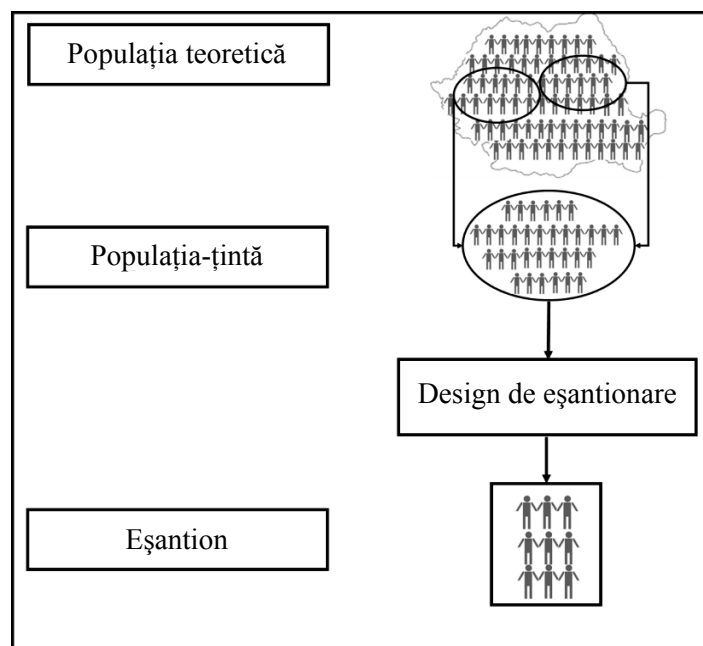 Populația teoretică
Populația-țintă
Design de eşantionare
Eşantion